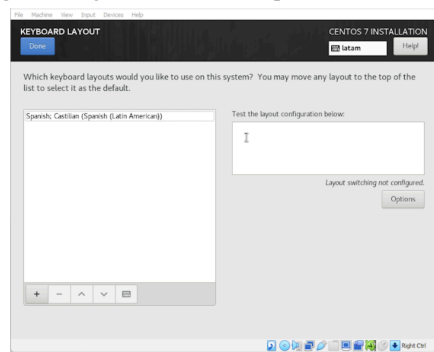 File Machine View Input Devices Help
KEYBOARD LAYOUT
CENTOS 7 INSTALLATION
Done
latam
Help!
Which keyboard layouts would you like to use on this system? You may move any layout to the top of the
list to select it as the default.
Spanish; Castilian (Spanish (Latin American))
Test the layout configuration below:
Layout switching not configured.
Options
Right Ctrl